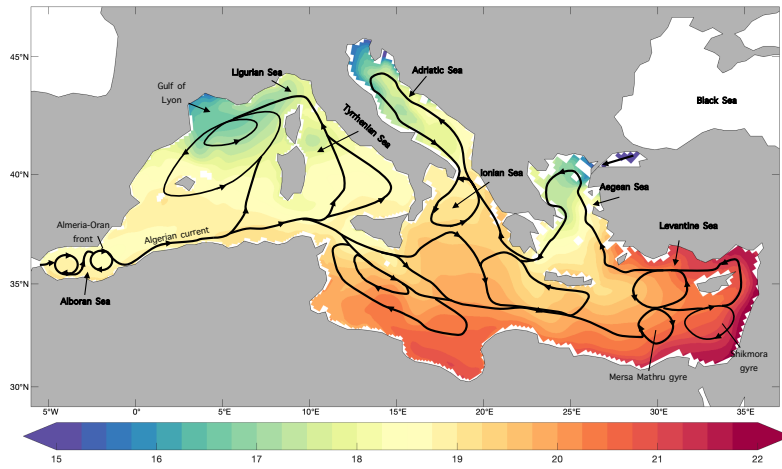 45°N
40°N
35°N
30°N
5°W
0°
5°E
10°E
15°E
20°E
25°E
30°E
35°E
Ligurian Sea
Gulf of
Lyon
Adriatic Sea
Tyrrhenian Sea
Black Sea
Ionian Sea
Aegean Sea
Levantine Sea
Almeria-Oran
front
Algerian current
Alboran Sea
Shikmora
gyre
Mersa Mathru gyre
15
16
17
18
19
20
21
22